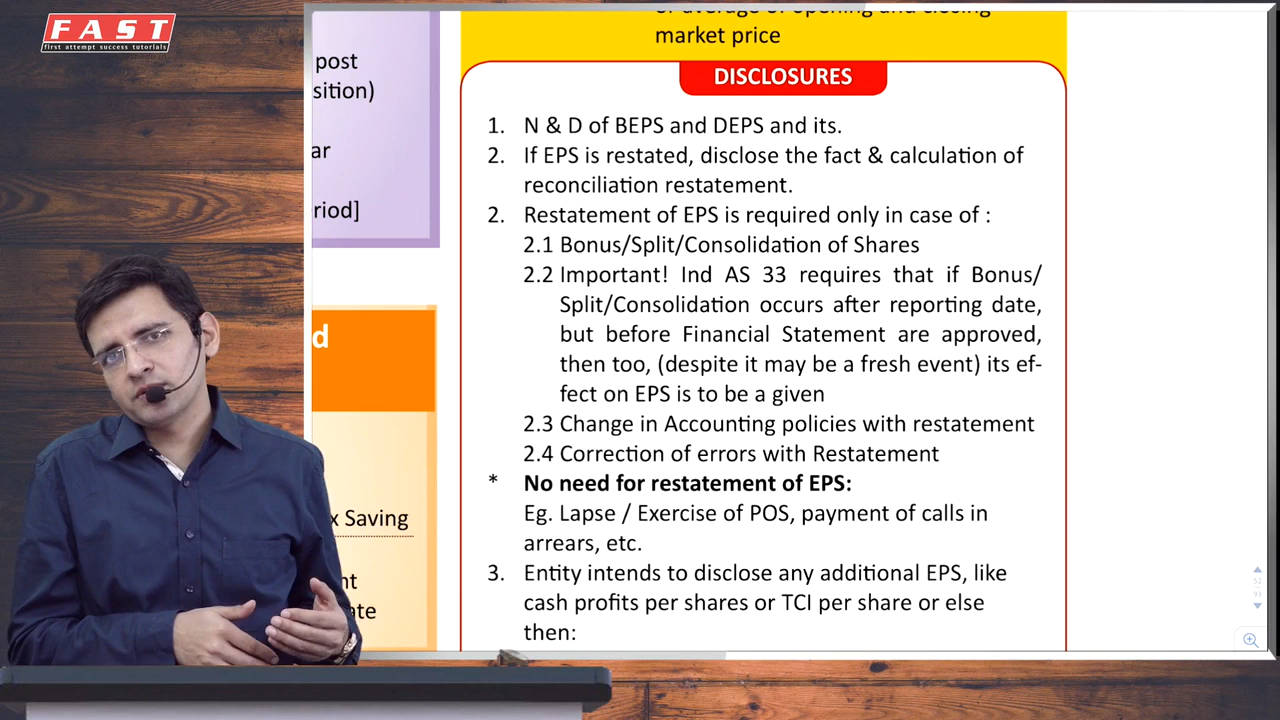 FAST
first attempt success tutorials
post
sition)
ar
riod]
d
x Saving
nt
ate
of average of opening and closing
market price
DISCLOSURES
1. N & D of BEPS and DEPS and its.
2. If EPS is restated, disclose the fact & calculation of
reconciliation restatement.
2. Restatement of EPS is required only in case of :
2.1 Bonus/Split/Consolidation of Shares
2.2 Important! Ind AS 33 requires that if Bonus/
Split/Consolidation occurs after reporting date,
but before Financial Statement are approved,
then too, (despite it may be a fresh event) its ef-
fect on EPS is to be a given
2.3 Change in Accounting policies with restatement
2.4 Correction of errors with Restatement
* No need for restatement of EPS:
Eg. Lapse / Exercise of POS, payment of calls in
arrears, etc.
3. Entity intends to disclose any additional EPS, like
cash profits per shares or TCI per share or else
then: